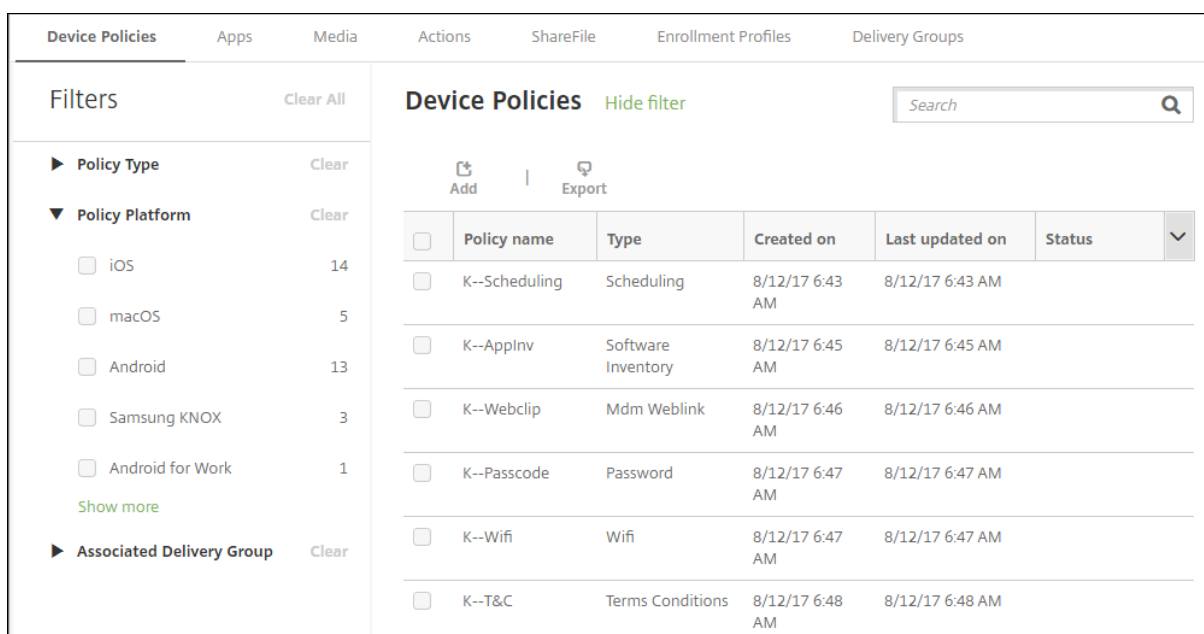 Device Policies Apps Media Actions ShareFile Enrollment Profiles Delivery Groups
Filters Clear All
Policy Type Clear
Policy Platform Clear
iOS 14
macOS 5
Android 13
Samsung KNOX 3
Android for Work 1
Show more
Associated Delivery Group Clear
Device Policies Hide filter Search
Add | Export
Policy name Type Created on Last updated on Status
K--Scheduling Scheduling 8/12/17 6:43 8/12/17 6:43 AM
AM
K--AppInv Software 8/12/17 6:45 8/12/17 6:45 AM
Inventory AM
K--Webclip Mdm Weblink 8/12/17 6:46 8/12/17 6:46 AM
AM
K--Passcode Password 8/12/17 6:47 8/12/17 6:47 AM
AM
K--Wifi Wifi 8/12/17 6:47 8/12/17 6:47 AM
AM
K--T&C Terms Conditions 8/12/17 6:48 8/12/17 6:48 AM
AM